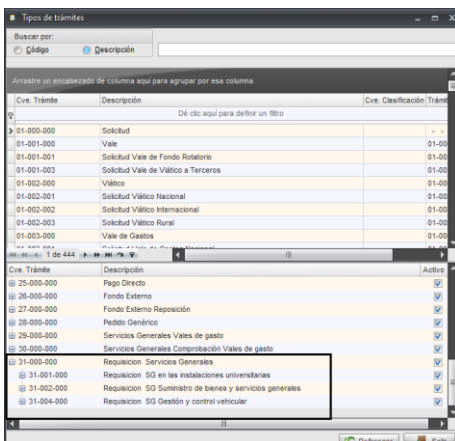 Tipos de trámites
Buscar por:
Código Descripción
Arrastre un encabezado de columna aquí para agrupar por esa columna
Cve. Trámite Descripción Cve. Clasificación Trámit
Dé clic aquí para definir un filtro
01-000-000 Solicitud - -
01-001-000 Vale 01-00
01-001-001 Solicitud Vale de Fondo Rotatorio 01-00
01-001-003 Solicitud Vale de Viático a Terceros 01-00
01-002-000 Viático 01-00
01-002-001 Solicitud Viático Nacional 01-00
01-002-002 Solicitud Viático Internacional 01-00
01-002-003 Solicitud Viático Rural 01-00
01-003-000 Vale de Gastos 01-00
1 de 444
Cve. Trámite Descripción Activo
25-000-000 Pago Directo
26-000-000 Fondo Externo
27-000-000 Fondo Externo Reposición
28-000-000 Pedido Genérico
29-000-000 Servicios Generales Vales de gasto
30-000-000 Servicios Generales Comprobación Vales de gasto
31-000-000 Requisicion Servicios Generales
31-001-000 Requisicion SG en las instalaciones universitarias
31-002-000 Requisicion SG Suministro de bienes y servicios generales
31-004-000 Requisicion SG Gestión y control vehicular